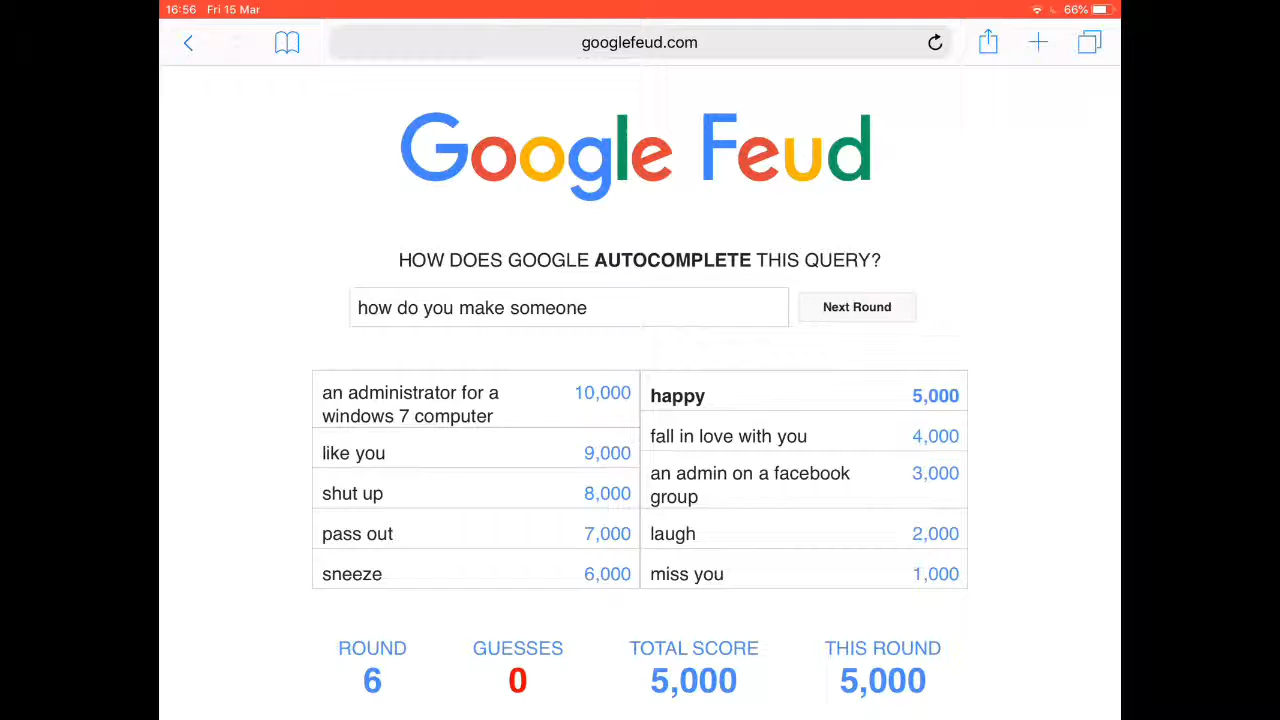 16:56 Fri 15 Mar 66%
googlefeud.com
Google Feud
HOW DOES GOOGLE AUTOCOMPLETE THIS QUERY?
how do you make someone
Next Round
an administrator for a
windows 7 computer
10,000
like you 9,000
shut up 8,000
pass out 7,000
sneeze 6,000
happy 5,000
fall in love with you 4,000
an admin on a facebook
group
3,000
laugh 2,000
miss you 1,000
ROUND GUESSES TOTAL SCORE THIS ROUND
6 0 5,000 5,000